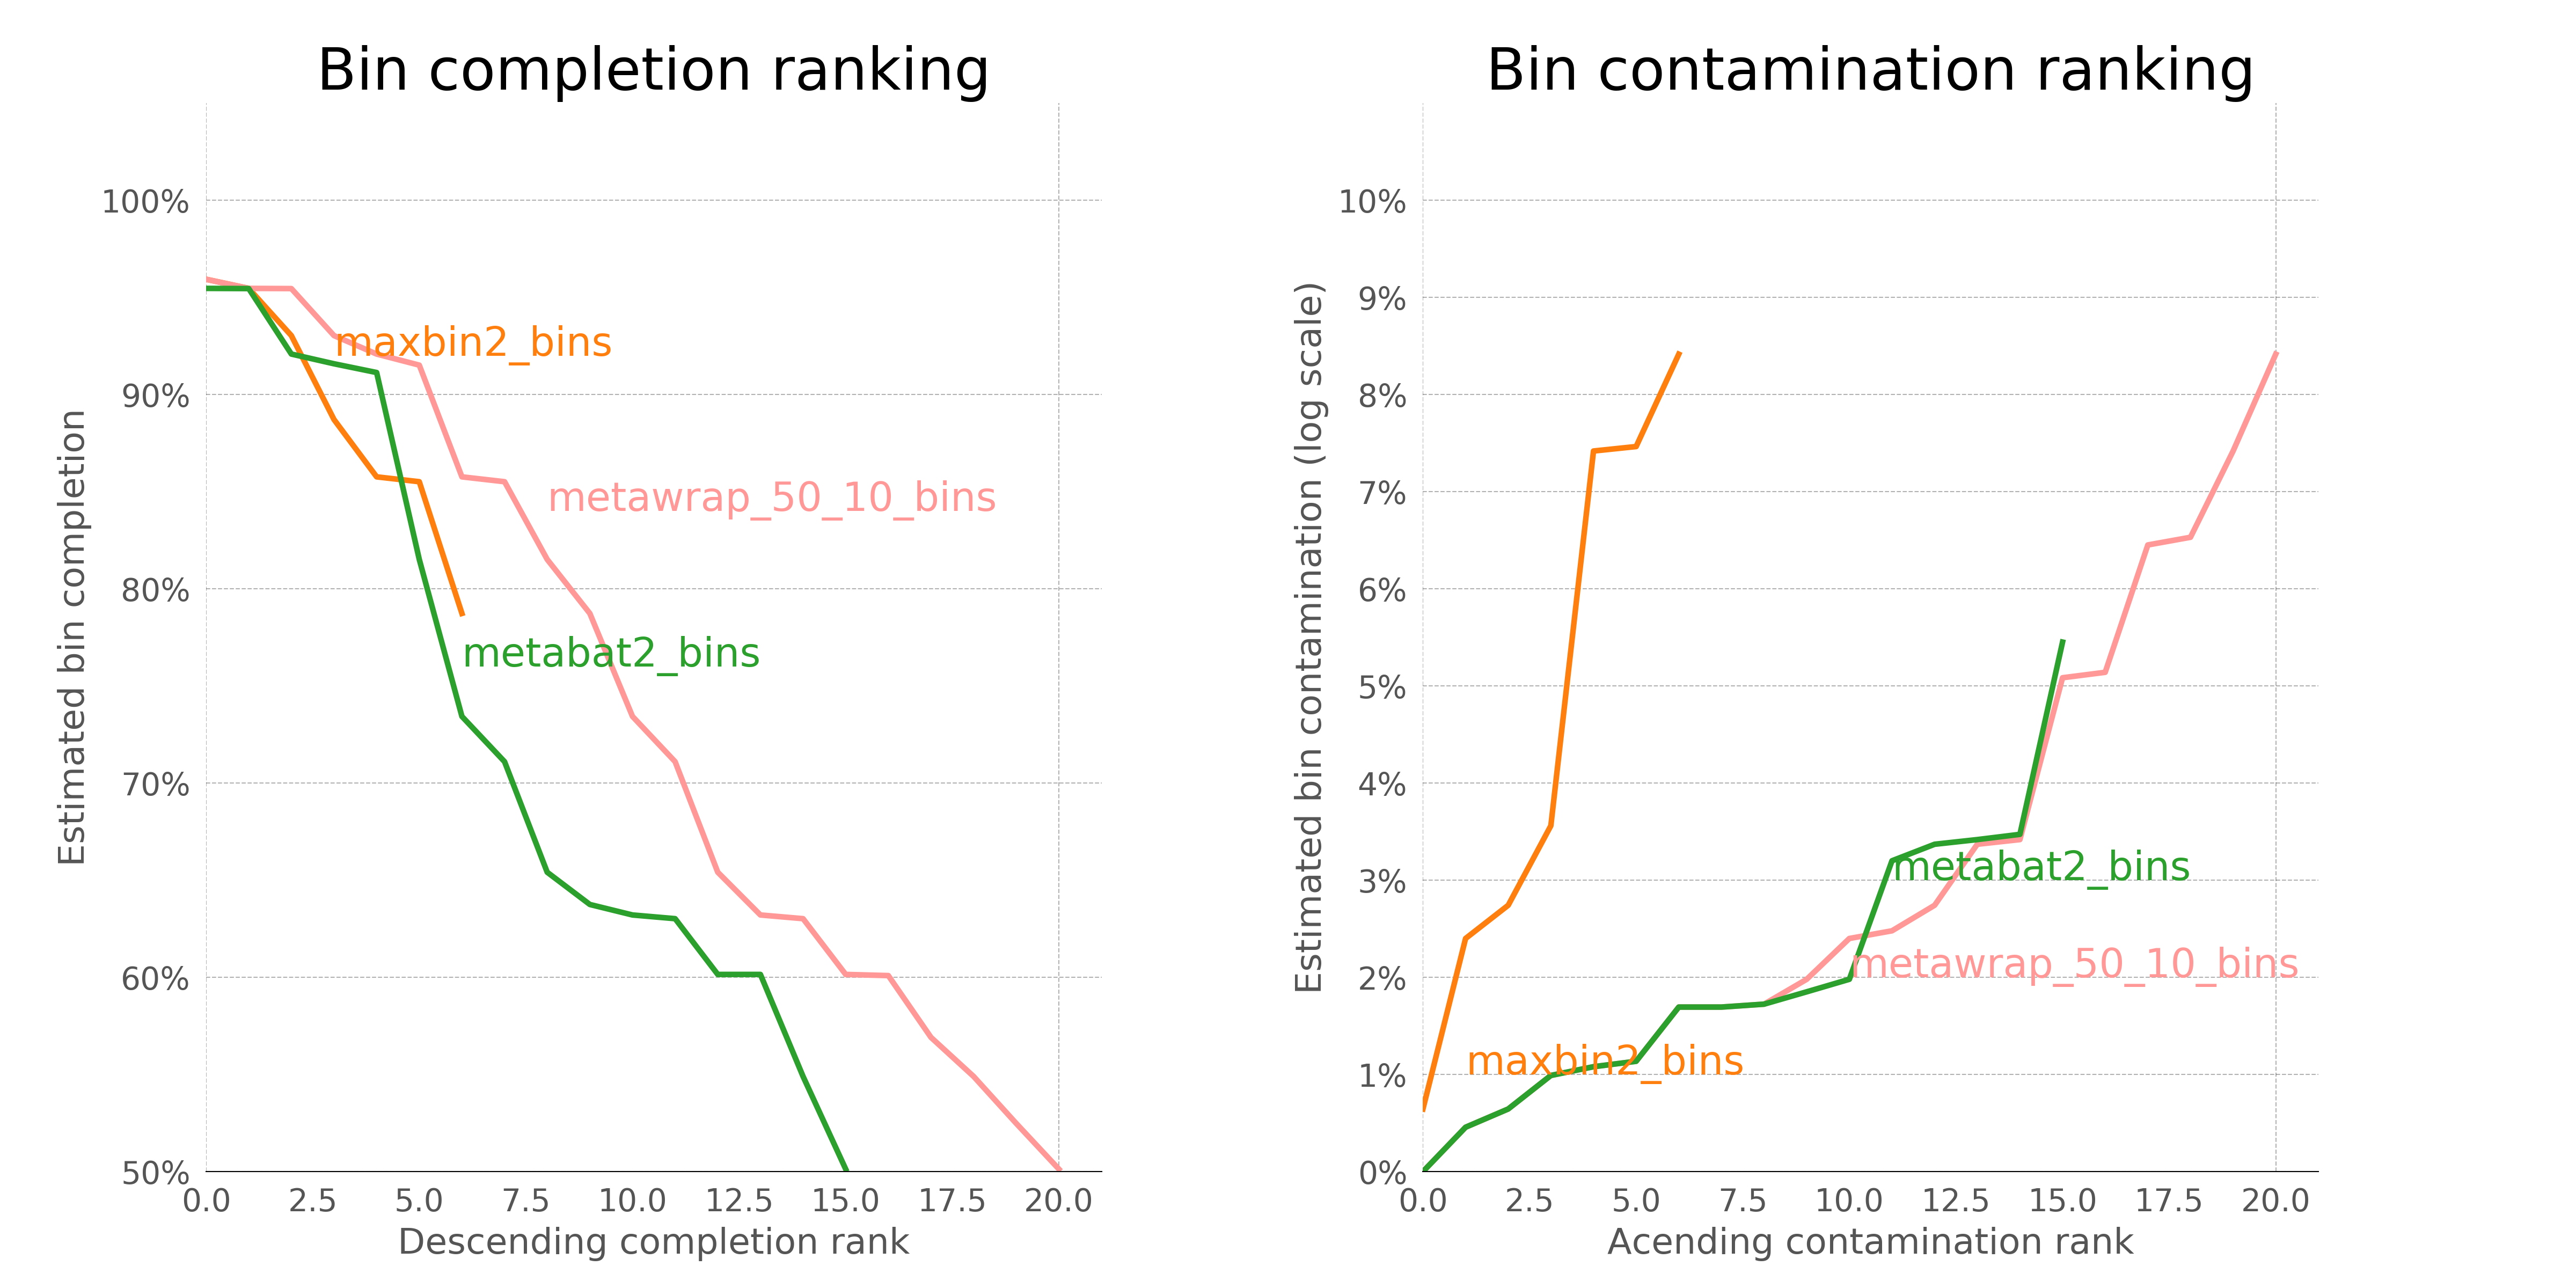 Bin completion ranking
100%
90%
80%
70%
60%
50%
Estimated bin completion
maxbin2_bins
metawrap_50_10_bins
metabat2_bins
0.0 2.5 5.0 7.5 10.0 12.5 15.0 17.5 20.0
Descending completion rank
Bin contamination ranking
10%
9%
8%
7%
6%
5%
4%
3%
2%
1%
0%
Estimated bin contamination (log scale)
metabat2_bins
metawrap_50_10_bins
maxbin2_bins
0.0 2.5 5.0 7.5 10.0 12.5 15.0 17.5 20.0
Acending contamination rank